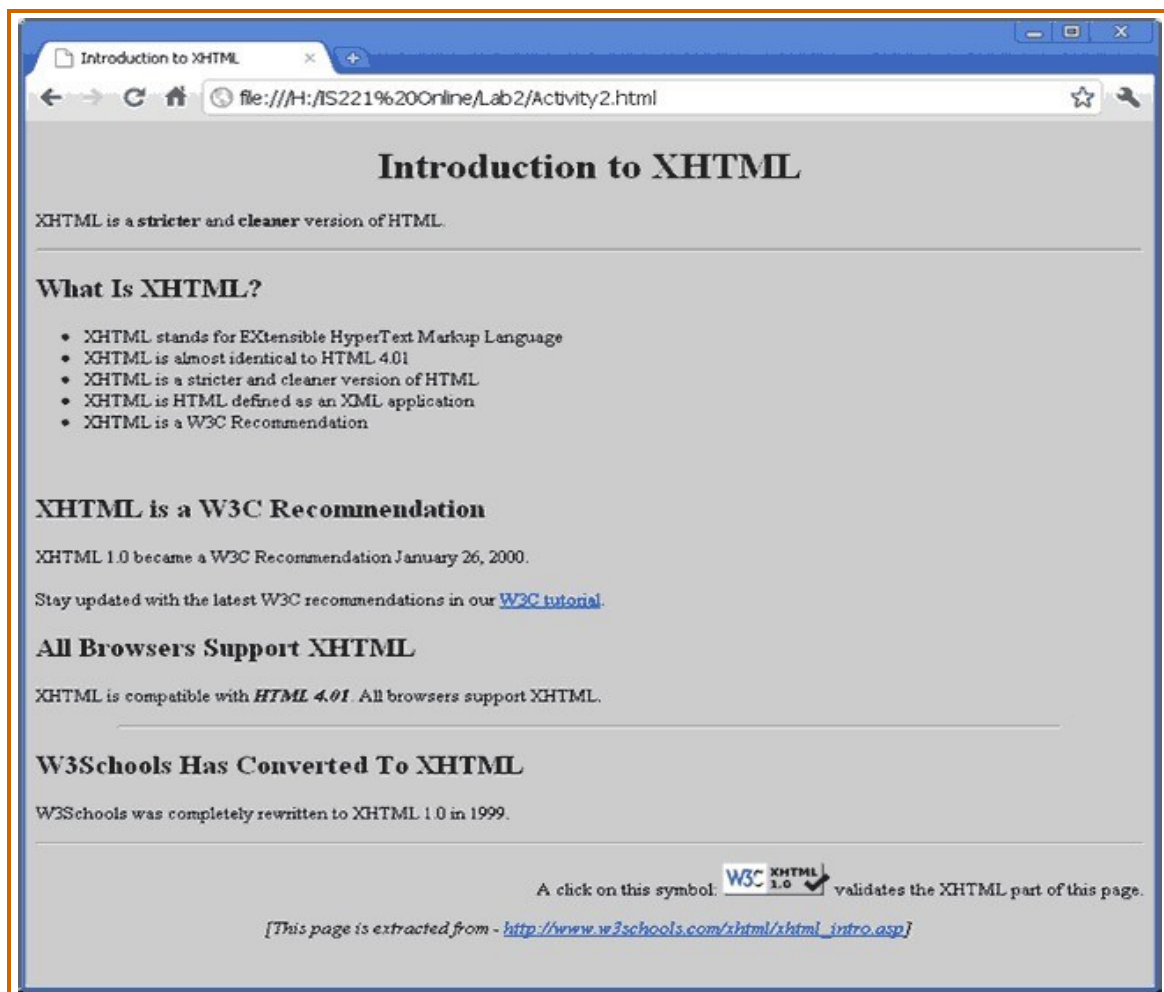 Introduction to XHTML
file:///H:/IS221%20Online/Lab2/Activity2.html
Introduction to XHTML
XHTML is a stricter and cleaner version of HTML.
What Is XHTML?
• XHTML stands for EXtensible HyperText Markup Language
• XHTML is almost identical to HTML 4.01
• XHTML is a stricter and cleaner version of HTML
• XHTML is HTML defined as an XML application
• XHTML is a W3C Recommendation
XHTML is a W3C Recommendation
XHTML 1.0 became a W3C Recommendation January 26, 2000.
Stay updated with the latest W3C recommendations in our W3C tutorial.
All Browsers Support XHTML
XHTML is compatible with HTML 4.01. All browsers support XHTML.
W3Schools Has Converted To XHTML
W3Schools was completely rewritten to XHTML 1.0 in 1999.
A click on this symbol: W3C XHTML 1.0 validates the XHTML part of this page.
[This page is extracted from - http://www.w3schools.com/xhtml/xhtml_intro.asp]